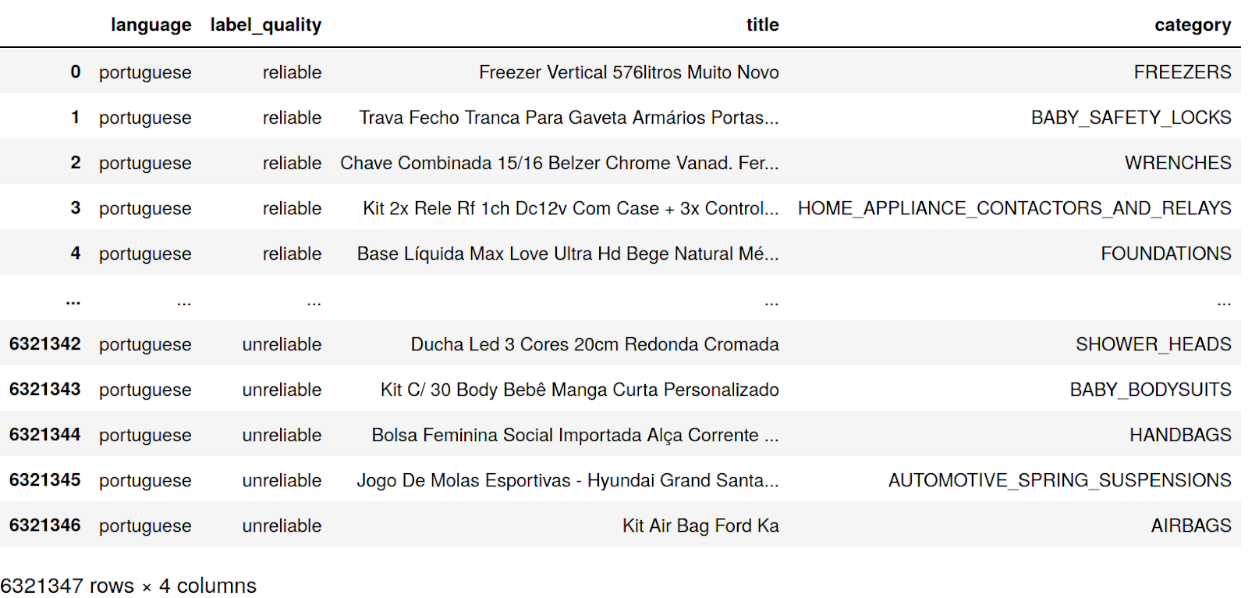 language label_quality title category
0 portuguese reliable Freezer Vertical 576litros Muito Novo FREEZERS
1 portuguese reliable Trava Fecho Tranca Para Gaveta Armários Portas... BABY_SAFETY_LOCKS
2 portuguese reliable Chave Combinada 15/16 Belzer Chrome Vanad. Fer... WRENCHES
3 portuguese reliable Kit 2x Rele Rf 1ch Dc12v Com Case + 3x Control... HOME_APPLIANCE_CONTACTORS_AND_RELAYS
4 portuguese reliable Base Líquida Max Love Ultra Hd Bege Natural Mé... FOUNDATIONS
... ... ... ... ...
6321342 portuguese unreliable Ducha Led 3 Cores 20cm Redonda Cromada SHOWER_HEADS
6321343 portuguese unreliable Kit C/ 30 Body Bebê Manga Curta Personalizado BABY_BODYSUITS
6321344 portuguese unreliable Bolsa Feminina Social Importada Alça Corrente ... HANDBAGS
6321345 portuguese unreliable Jogo De Molas Esportivas - Hyundai Grand Santa... AUTOMOTIVE_SPRING_SUSPENSIONS
6321346 portuguese unreliable Kit Air Bag Ford Ka AIRBAGS
6321347 rows × 4 columns